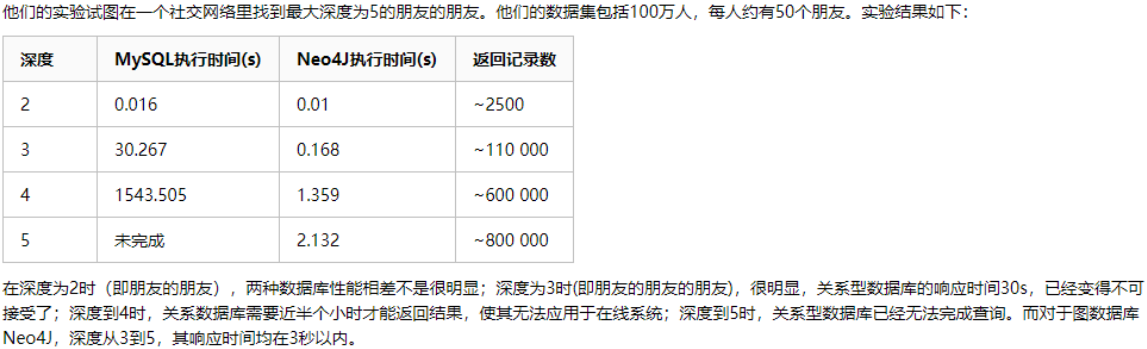 他们的实验试图在一个社交网络里找到最大深度为5的朋友的朋友。他们的数据集包括100万人，每人约有50个朋友。实验结果如下：
深度 MySQL执行时间(s) Neo4J执行时间(s) 返回记录数
2 0.016 0.01 ~2500
3 30.267 0.168 ~110 000
4 1543.505 1.359 ~600 000
5 未完成 2.132 ~800 000
在深度为2时（即朋友的朋友），两种数据库性能相差不是很明显；深度为3时(即朋友的朋友的朋友)，很明显，关系型数据库的响应时间30s，已经变得不可
接受了；深度到4时，关系数据库需要近半个小时才能返回结果，使其无法应用于在线系统；深度到5时，关系型数据库已经无法完成查询。而对于图数据库
Neo4J，深度从3到5，其响应时间均在3秒以内。